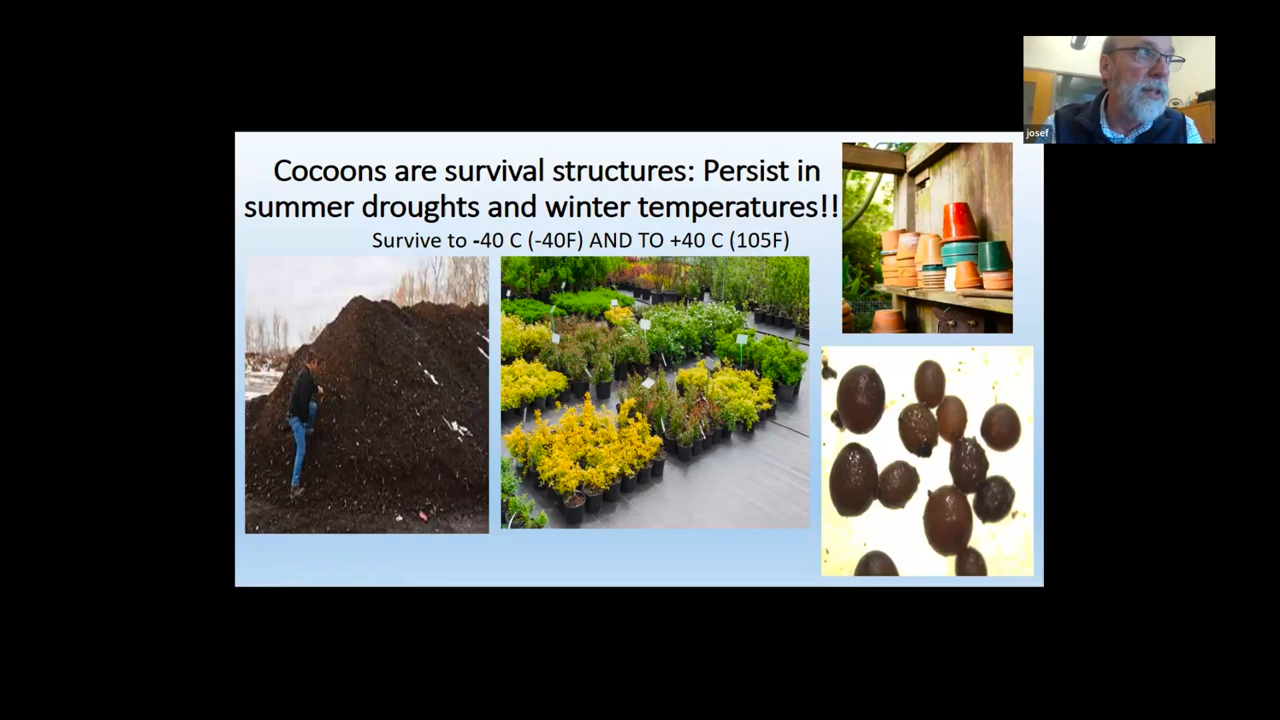 Cocoons are survival structures: Persist in
summer droughts and winter temperatures!!
Survive to -40 C (-40F) AND TO +40 C (105F)
josef